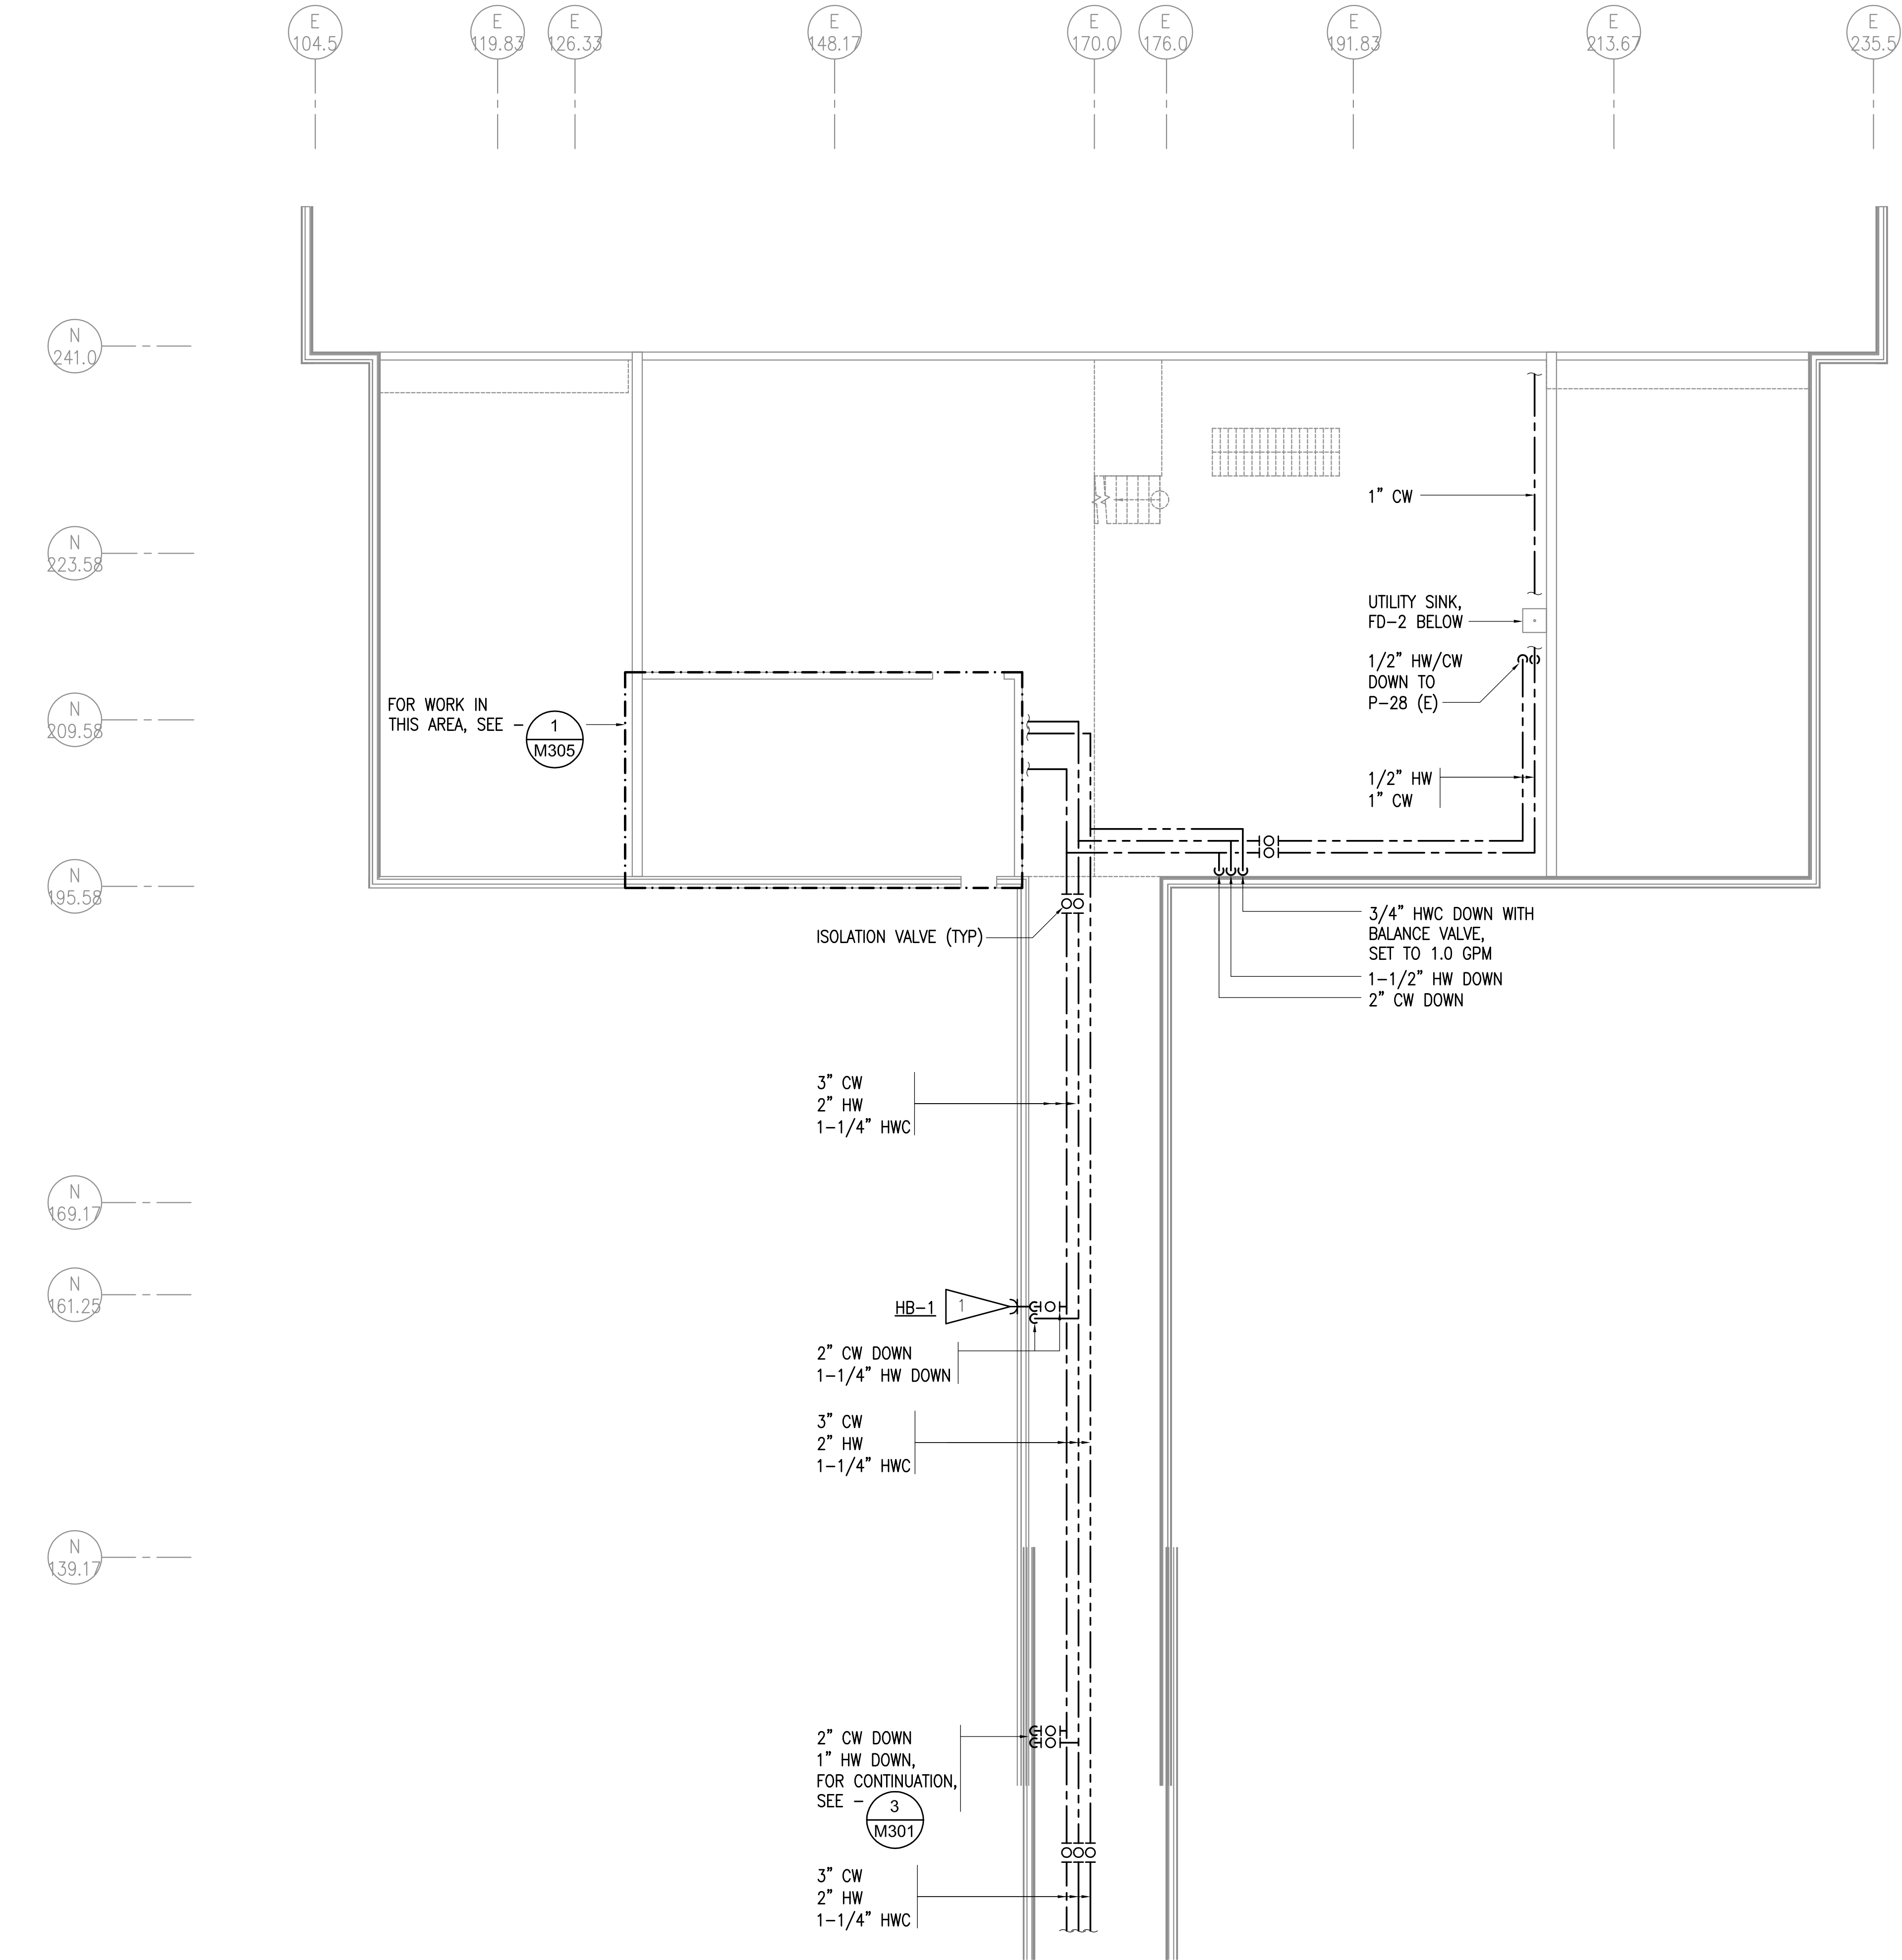 E
104.5
E
119.83
E
126.33
E
148.17
E
170.0
E
176.0
E
191.83
E
213.67
E
235.5
N
241.0
N
223.58
N
209.58
N
195.58
N
169.17
N
161.25
N
139.17
1” CW
UTILITY SINK,
FD-2 BELOW
1/2” HW/CW
DOWN TO
P-28 (E)
1/2” HW
1” CW
FOR WORK IN
THIS AREA, SEE -
1
M305
ISOLATION VALVE (TYP)
3/4” HWC DOWN WITH
BALANCE VALVE,
SET TO 1.0 GPM
1-1/2” HW DOWN
2” CW DOWN
3” CW
2” HW
1-1/4” HWC
HB-1
1
2” CW DOWN
1-1/4” HW DOWN
3” CW
2” HW
1-1/4” HWC
2” CW DOWN
1” HW DOWN,
FOR CONTINUATION,
SEE -
3
M301
3” CW
2” HW
1-1/4” HWC